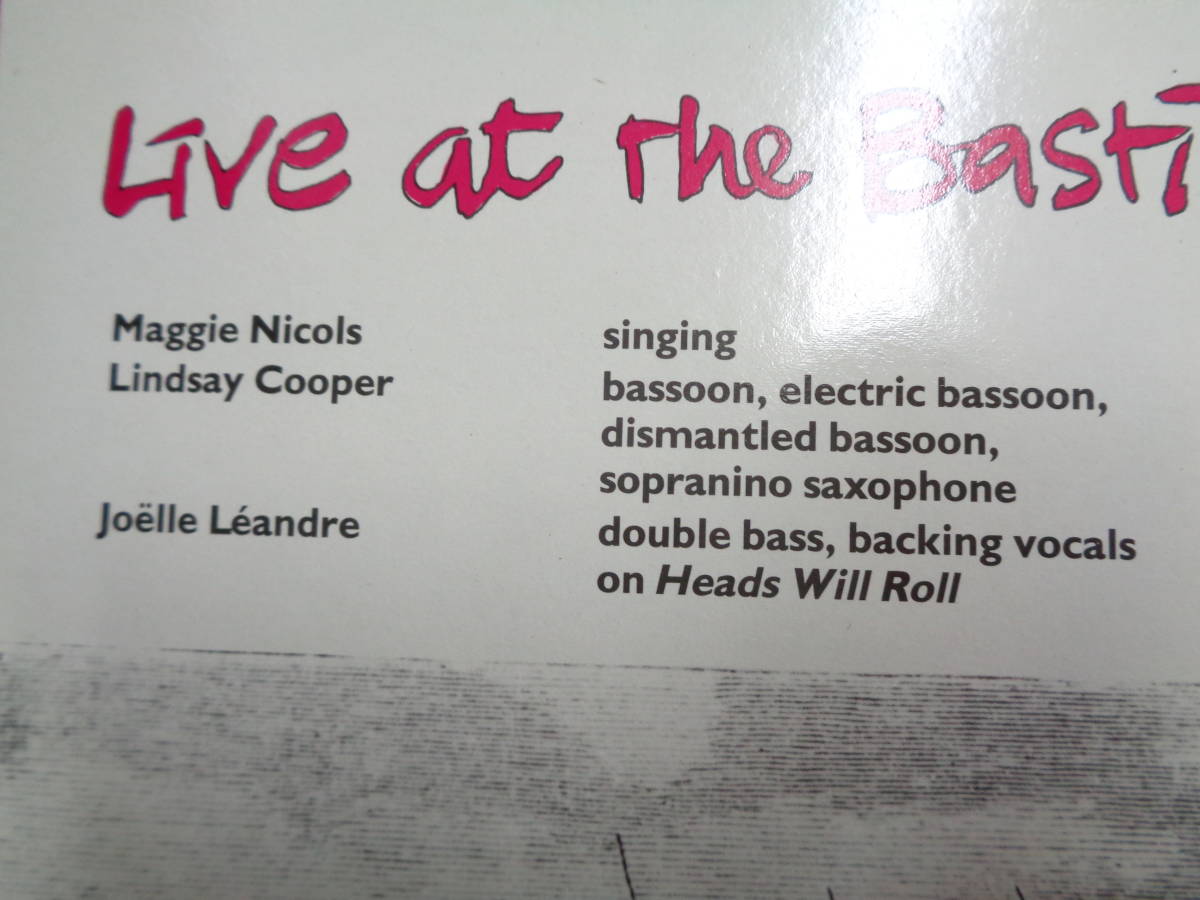 Live at the Basti
Maggie Nicols singing
Lindsay Cooper bassoon, electric bassoon,
dismantled bassoon,
sopranino saxophone
Joëlle Léandre double bass, backing vocals
on Heads Will Roll